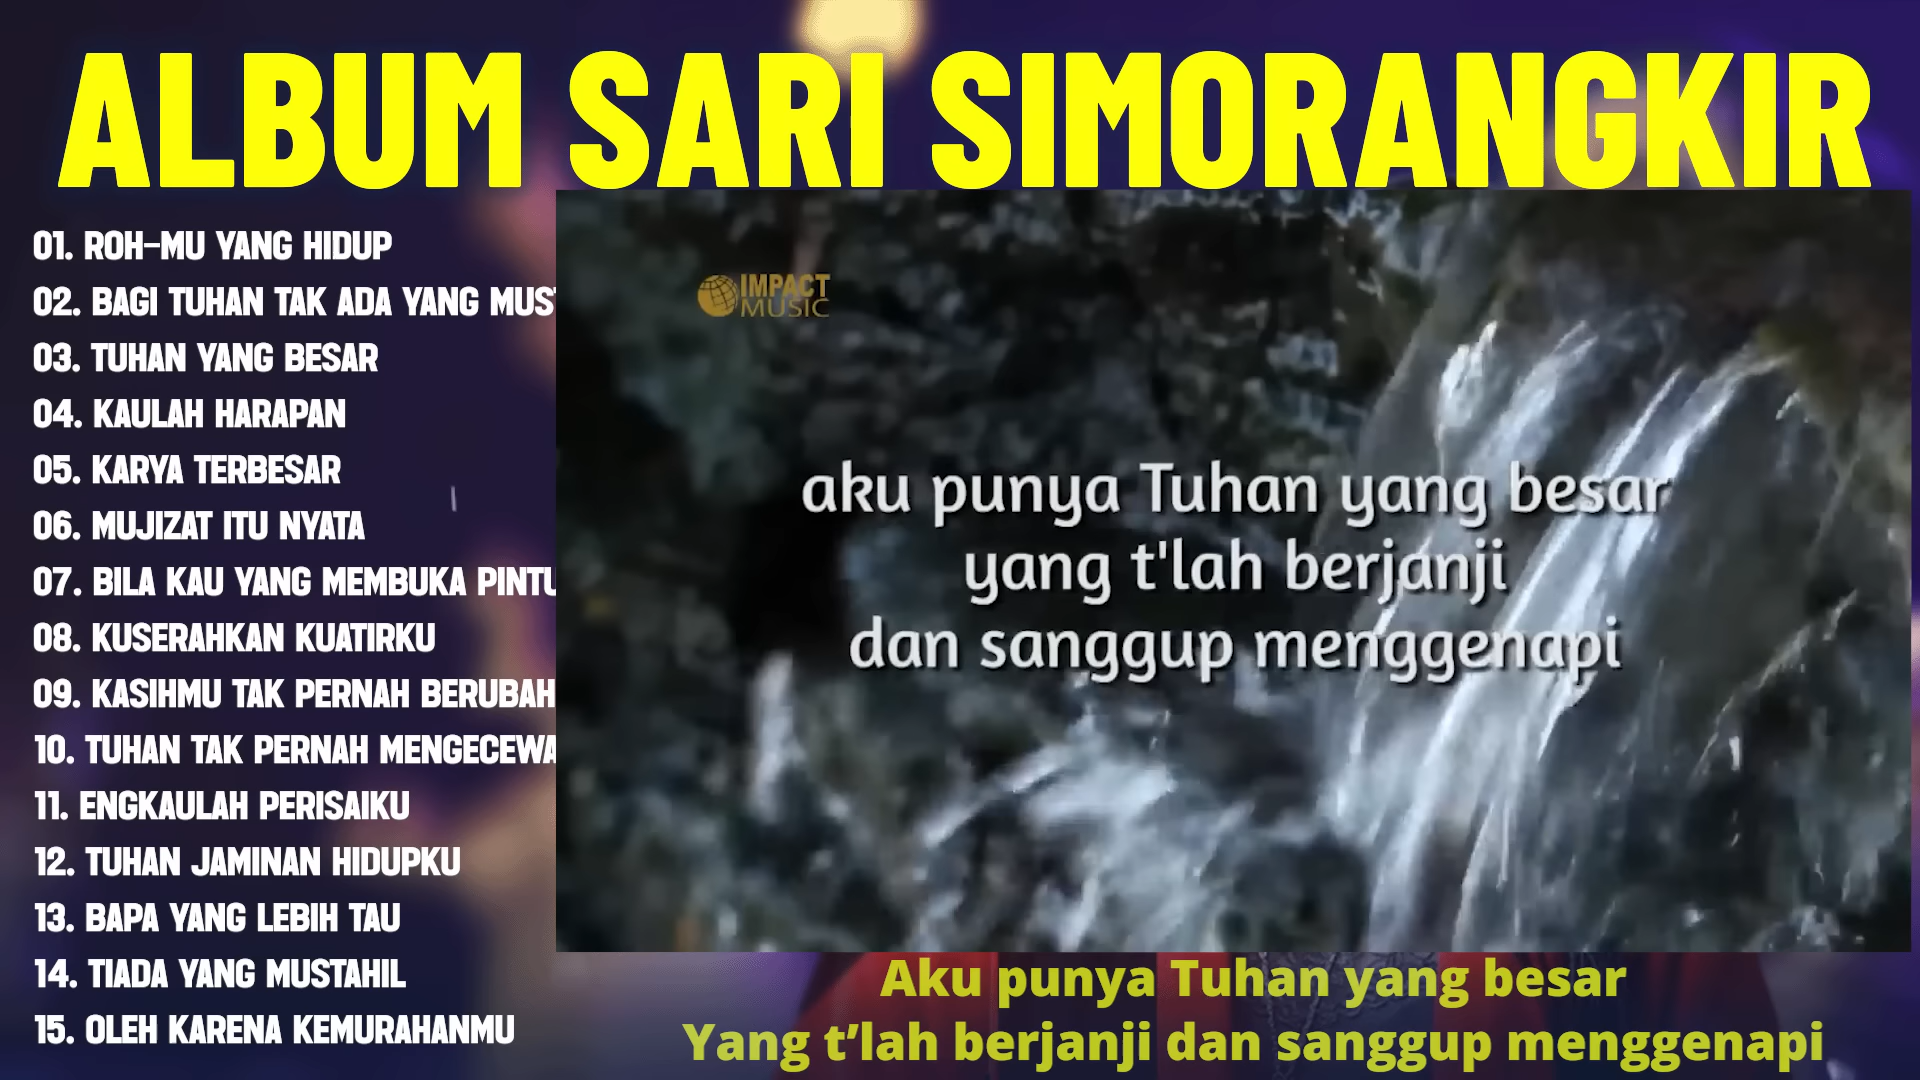 ALBUM SARI SIMORANGKIR
01. ROH-MU YANG HIDUP
02. BAGI TUHAN TAK ADA YANG
03. TUHAN YANG BESAR
04. KAULAH HARAPAN
05. KARYA TERBESAR
06. MUJIZAT ITU NYATA
07. BILA KAU YANG MEMBUKA PINTU
08. KUSERAHKAN KUATIRKU
09. KASIHMU TAK PERNAH BERUBAH
10. TUHAN TAK PERNAH
11. ENGKAULAH PERISAIKU
12. TUHAN JAMINAN HIDUPKU
13. BAPA YANG LEBIH TAU
14. TIADA YANG MUSTAHIL
15. OLEH KARENA KEMURAHANMU
IMPACT
MUSIC
aku punya Tuhan yang besar
yang t'lah berjanji
dan sanggup menggenapi
Aku punya Tuhan yang besar
Yang t’lah berjanji dan sanggup menggenapi